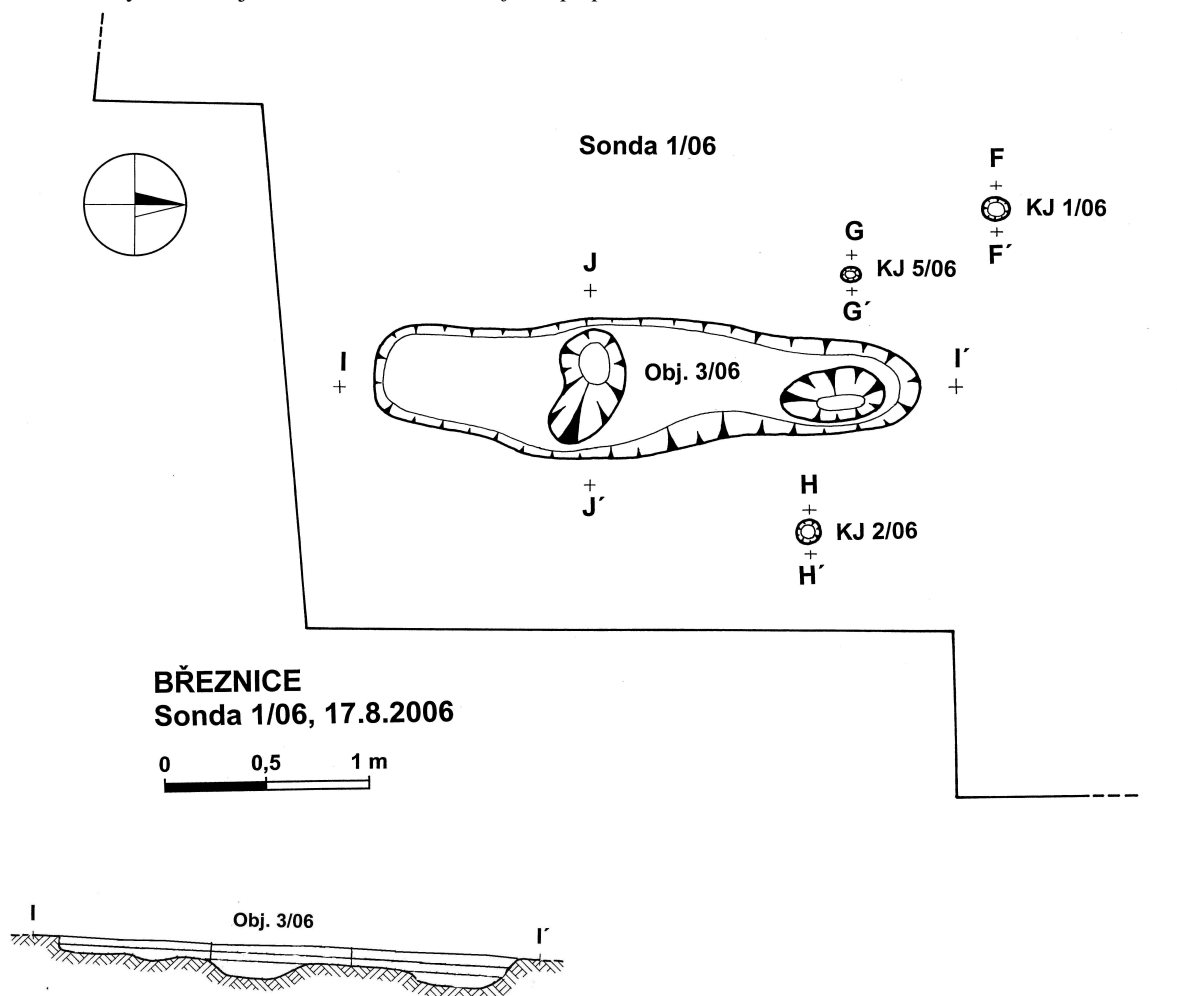 Sonda 1/06
F
KJ 1/06
F´
G
KJ 5/06
G´
J
I
Obj. 3/06
I´
J´
H
KJ 2/06
H´
BŘEZNICE
Sonda 1/06, 17.8.2006
0 0,5 1 m
I
Obj. 3/06
I´